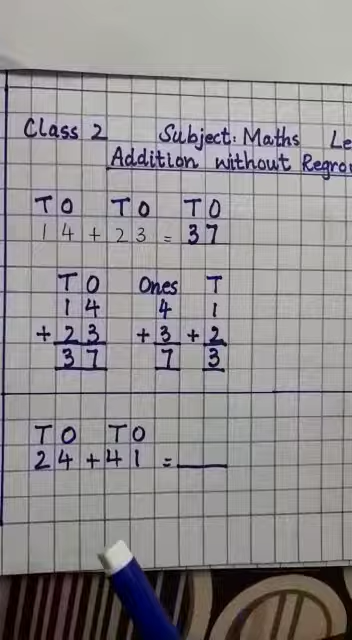 Class 2 Subject: Maths
Addition without
T O T O T O
1 4 + 2 3 = 3 7
T O Ones T
1 4 4 1
+ 2 3 + 3 + 2
3 7 7 3
T O T O
2 4 + 4 1 = ___